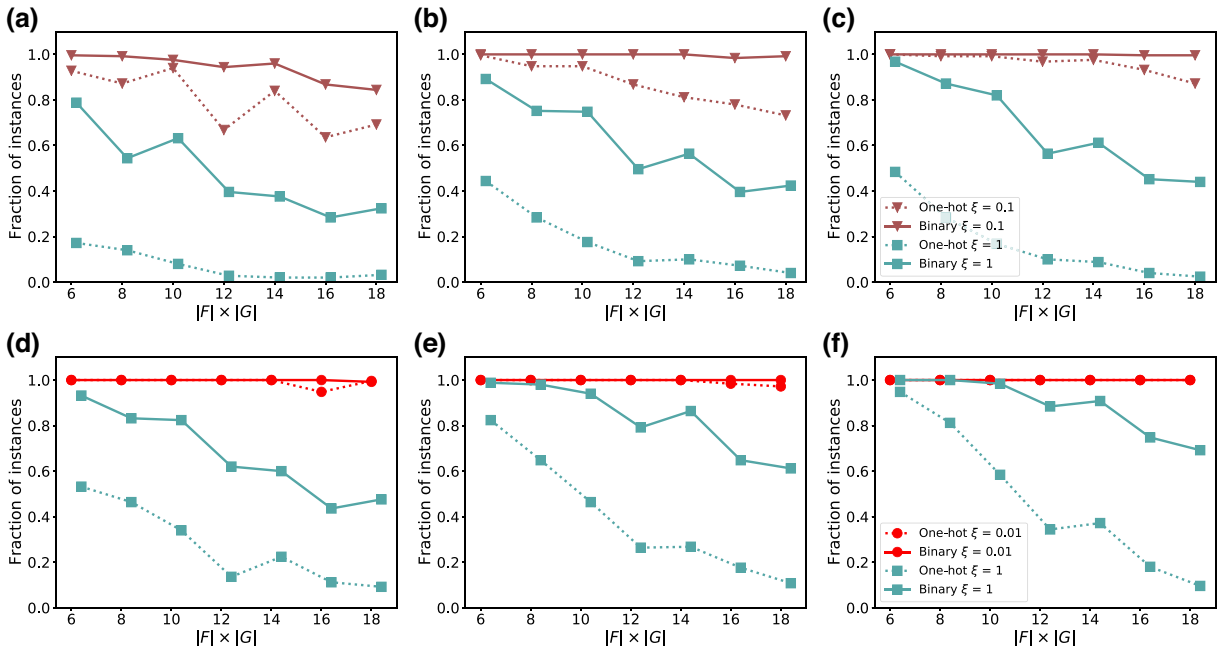 (a)
Fraction of instances
1.0
0.8
0.6
0.4
0.2
0.0
6 8 10 12 14 16 18
|F| × |G|
(b)
Fraction of instances
1.0
0.8
0.6
0.4
0.2
0.0
6 8 10 12 14 16 18
|F| × |G|
(c)
Fraction of instances
1.0
0.8
0.6
0.4
0.2
0.0
One-hot ξ = 0.1
Binary ξ = 0.1
One-hot ξ = 1
Binary ξ = 1
6 8 10 12 14 16 18
|F| × |G|
(d)
Fraction of instances
1.0
0.8
0.6
0.4
0.2
0.0
6 8 10 12 14 16 18
|F| × |G|
(e)
Fraction of instances
1.0
0.8
0.6
0.4
0.2
0.0
6 8 10 12 14 16 18
|F| × |G|
(f)
Fraction of instances
1.0
0.8
0.6
0.4
0.2
0.0
One-hot ξ = 0.01
Binary ξ = 0.01
One-hot ξ = 1
Binary ξ = 1
6 8 10 12 14 16 18
|F| × |G|